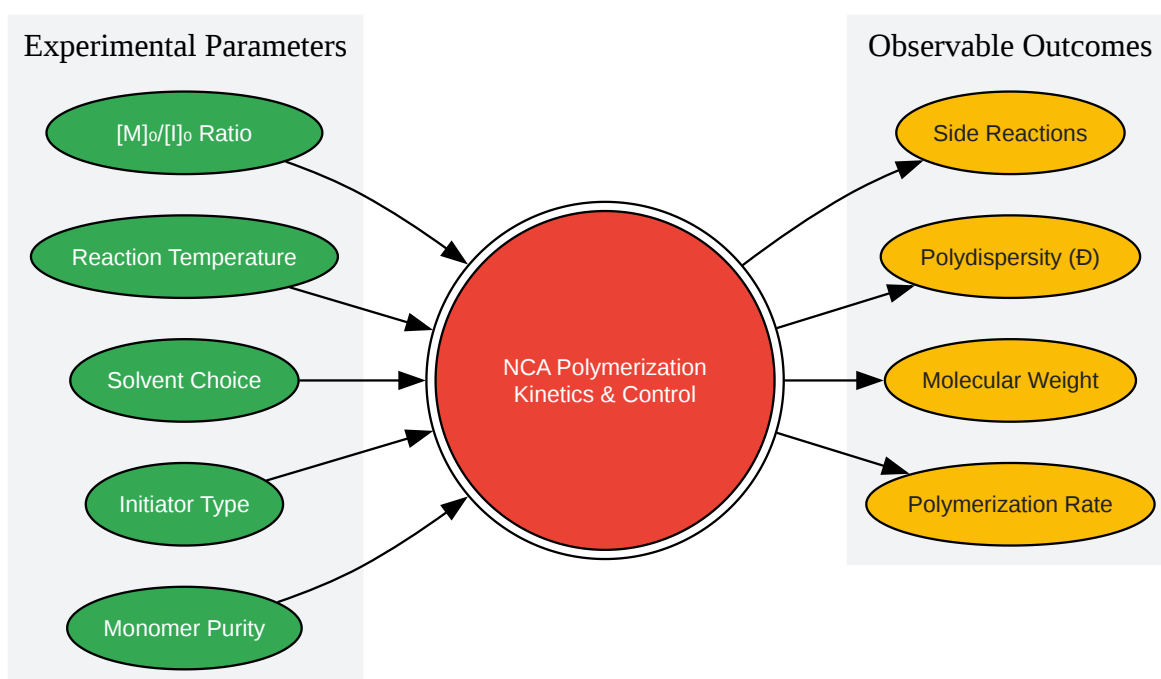 Experimental Parameters
[M]₀/[I]₀ Ratio
Reaction Temperature
Solvent Choice
Initiator Type
Monomer Purity
NCA Polymerization
Kinetics & Control
Observable Outcomes
Side Reactions
Polydispersity (Đ)
Molecular Weight
Polymerization Rate